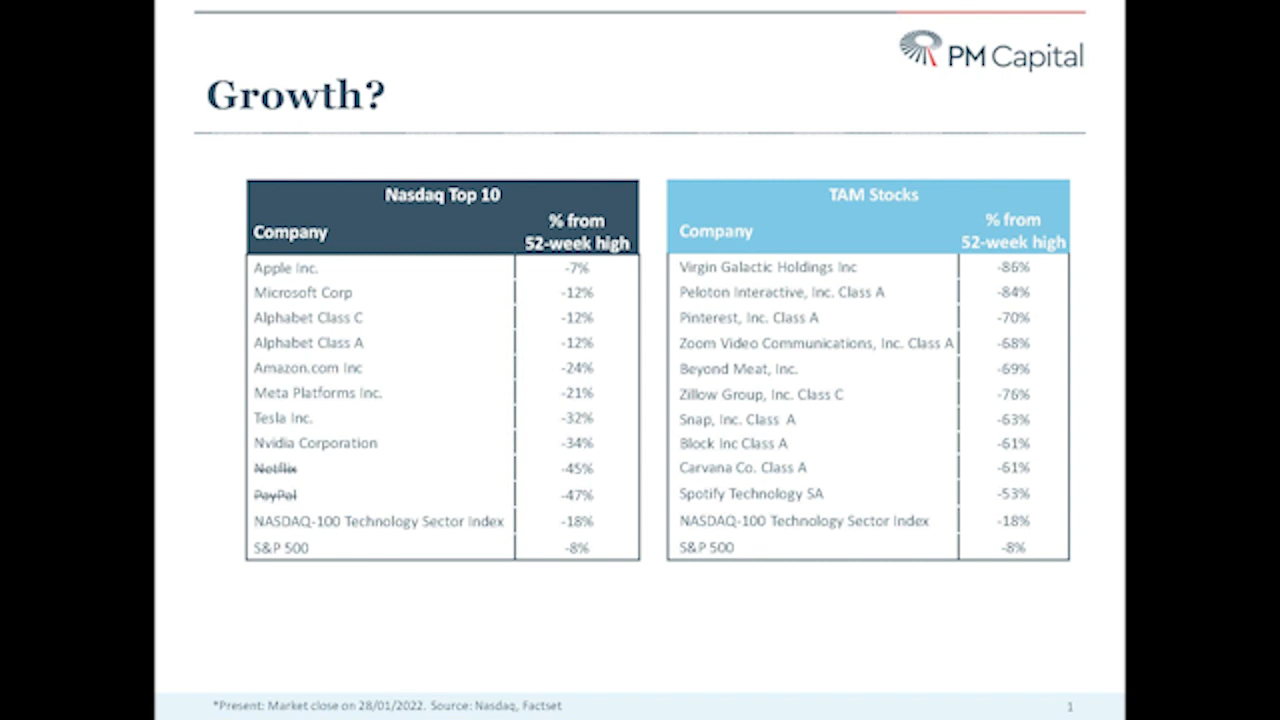 PM Capital
Growth?
Nasdaq Top 10
Company % from 52-week high
Apple Inc. -7%
Microsoft Corp -12%
Alphabet Class C -12%
Alphabet Class A -12%
Amazon.com Inc -24%
Meta Platforms Inc. -21%
Tesla Inc. -32%
Nvidia Corporation -34%
Netflix -45%
PayPal -47%
NASDAQ-100 Technology Sector Index -18%
S&P 500 -8%
TAM Stocks
Company % from 52-week high
Virgin Galactic Holdings Inc -86%
Peloton Interactive, Inc. Class A -84%
Pinterest, Inc. Class A -70%
Zoom Video Communications, Inc. Class A -68%
Beyond Meat, Inc. -69%
Zillow Group, Inc. Class C -76%
Snap, Inc. Class A -63%
Block Inc Class A -61%
Carvana Co. Class A -61%
Spotify Technology SA -53%
NASDAQ-100 Technology Sector Index -18%
S&P 500 -8%
*Present: Market close on 28/01/2022. Source: Nasdaq, Factset
1